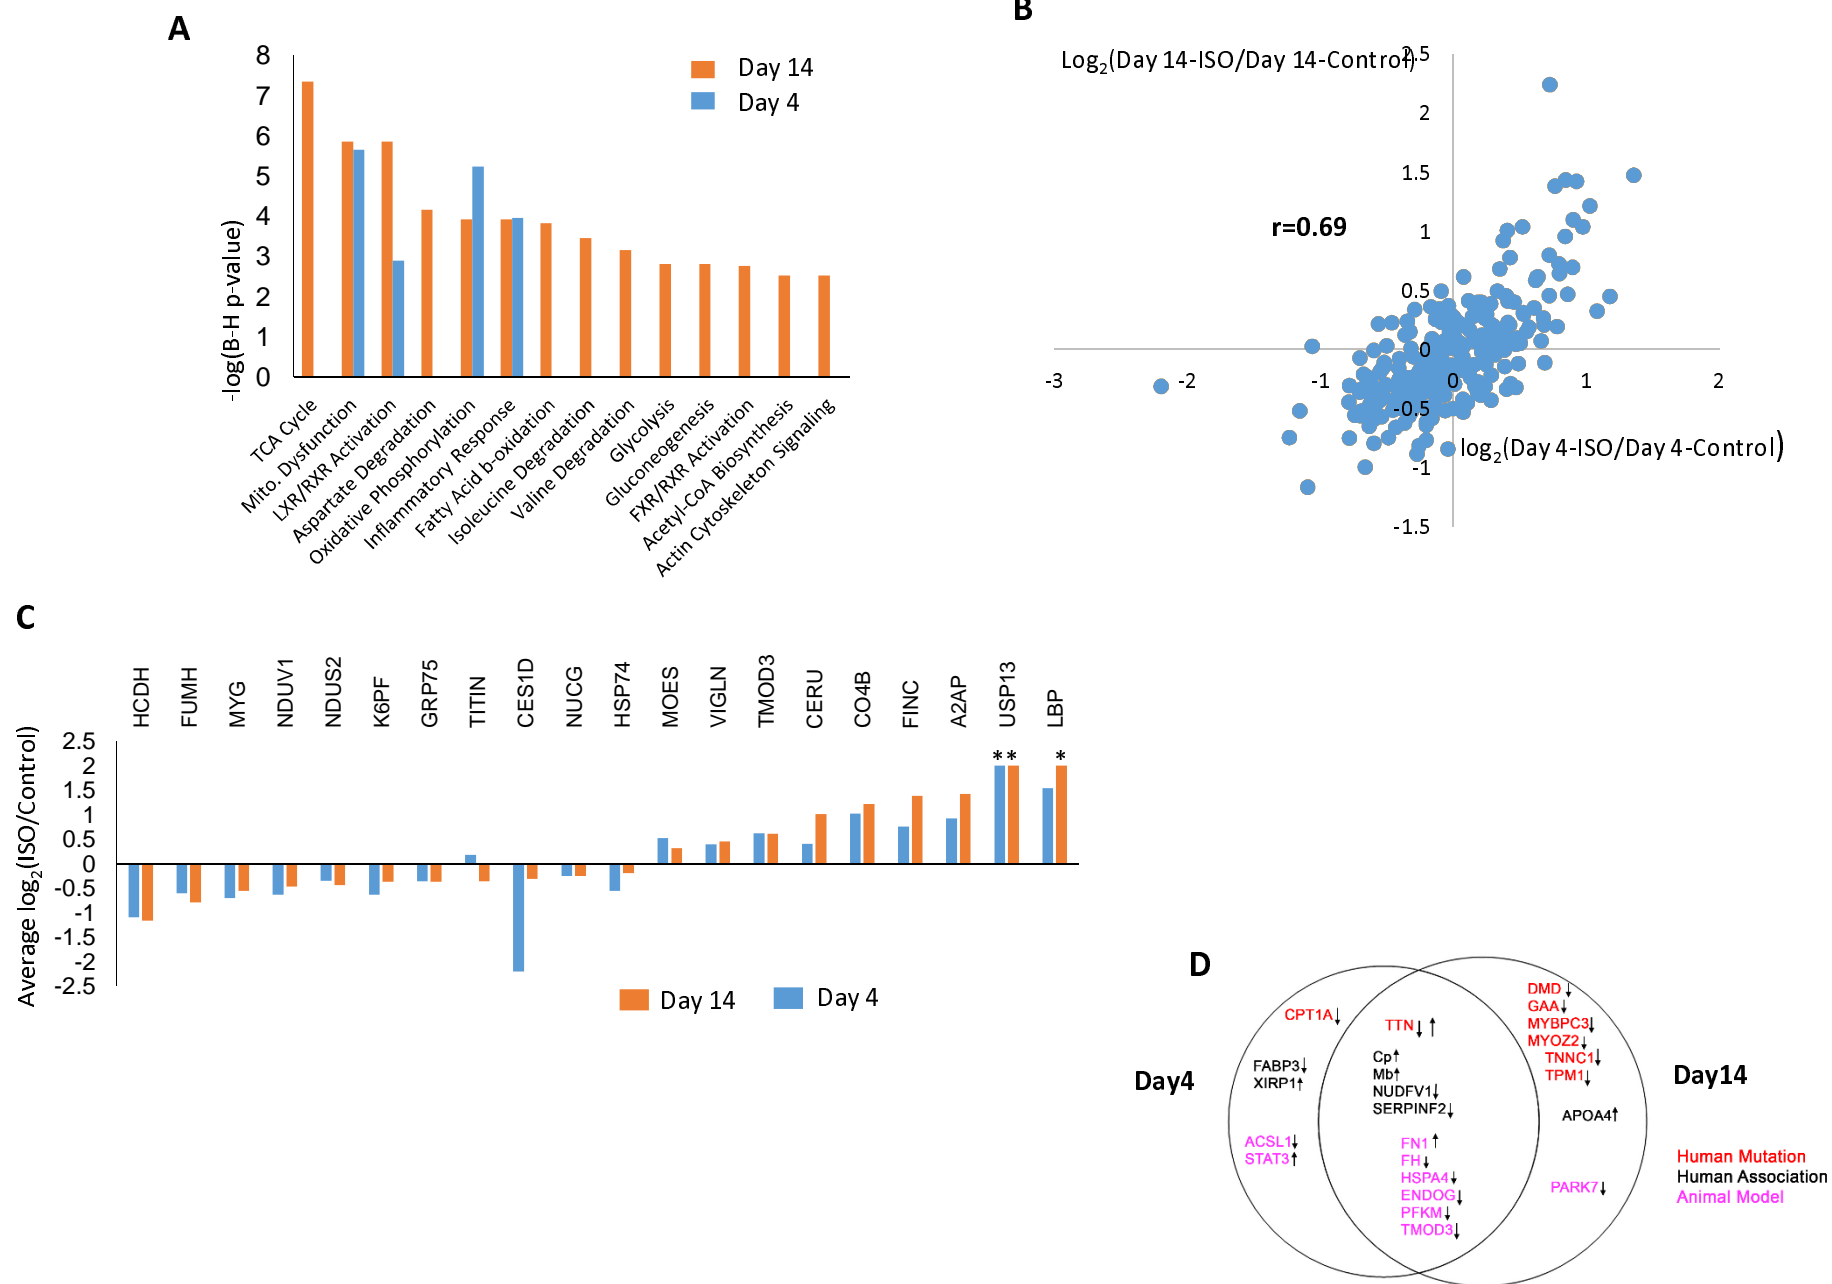 A
8
7
6
5
4
3
2
1
0
-log(B-H p-value)
Day 14
Day 4
TCA Cycle
Mito. Dysfunction
LXR/RXR Activation
Aspartate Degradation
Oxidative Phosphorylation
Inflammatory Response
Fatty Acid b-oxidation
Isoleucine Degradation
Valine Degradation
Glycolysis
Gluconeogenesis
FXR/RXR Activation
Acetyl-CoA Biosynthesis
Actin Cytoskeleton Signaling
B
Log2(Day 14-ISO/Day 14-Control)
2.5
2
1.5
1
0.5
0
-0.5
-1
-1.5
r=0.69
-3
-2
-1
0
1
2
log2(Day 4-ISO/Day 4-Control)
C
HCDH
FUMH
MYG
NDUV1
NDUS2
K6PF
GRP75
TITIN
CES1D
NUCG
HSP74
MOES
VIGLN
TMOD3
CERU
CO4B
FINC
A2AP
USP13
LBP
Average log2(ISO/Control)
2.5
2
1.5
1
0.5
0
-0.5
-1
-1.5
-2
-2.5
* *
*
Day 14
Day 4
D
Day4
CPT1A↓
FABP3↓
XIRP1↑
ACSL1↓
STAT3↑
TTN↓ ↑
Cp↑
Mb↑
NUDFV1↓
SERPINF2↓
FN1↑
FH↓
HSPA4↓
ENDOG↓
PFKM↓
TMOD3↓
DMD↓
GAA↓
MYBPC3↓
MYOZ2↓
TNNC1↓
TPM1↓
APOA4↑
PARK7↓
Day14
Human Mutation
Human Association
Animal Model